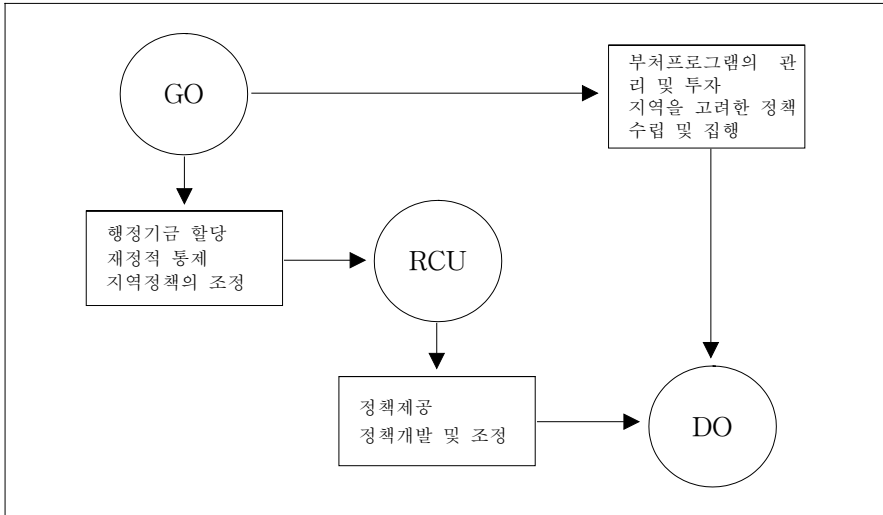 GO
부처프로그램의 관
리 및 투자
지역을 고려한 정책
수립 및 집행
행정기금 할당
재정적 통제
지역정책의 조정
RCU
정책제공
정책개발 및 조정
DO